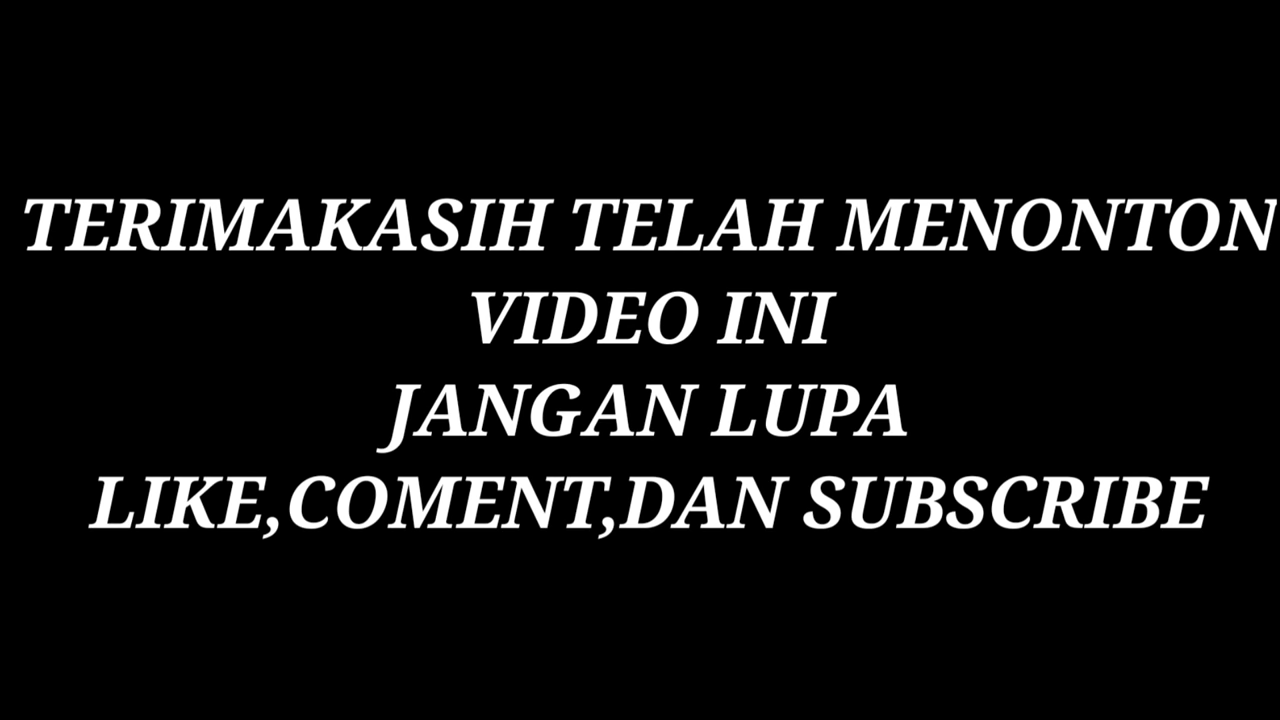 TERIMAKASIH TELAH MENONTON
VIDEO INI
JANGAN LUPA
LIKE,COMENT,DAN SUBSCRIBE